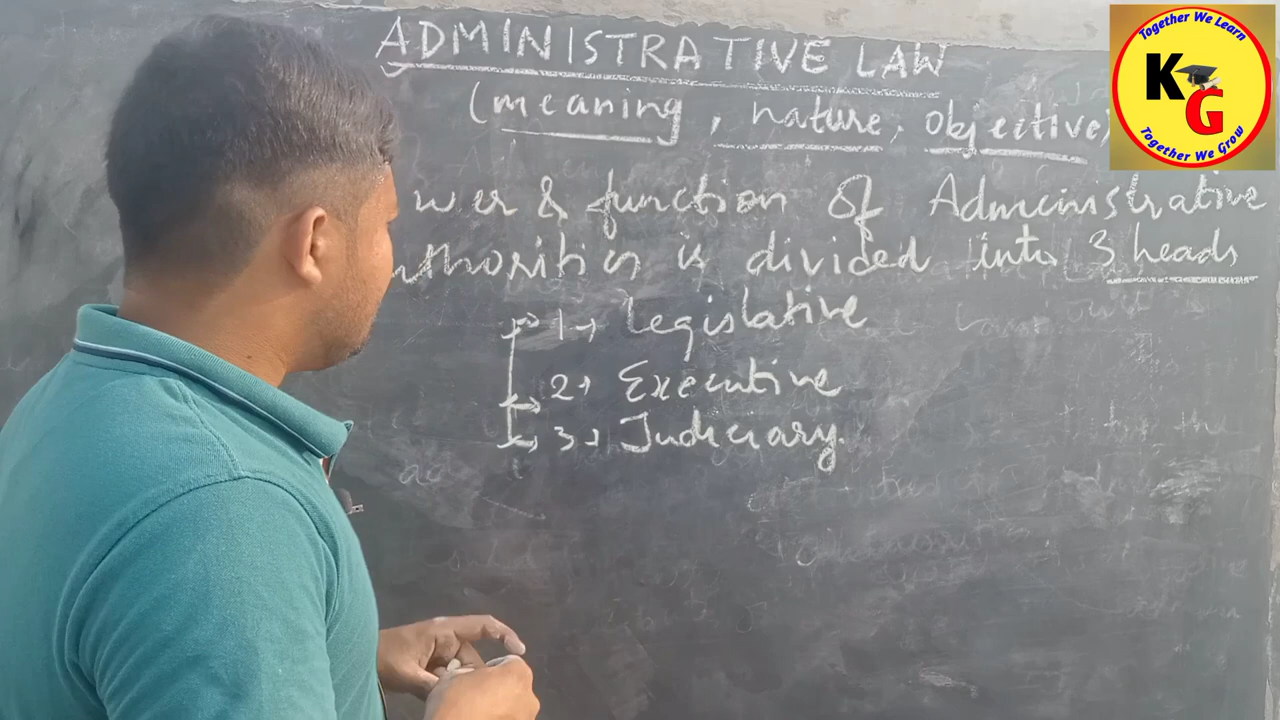 ADMINISTRATIVE LAW
(meaning, nature, objective)
wer & function Of Administrative
uthorities is divided into 3 heads
1→ Legislative
2→ Executive
3→ Judiciary.
Together We Learn
KG
Together We Grow